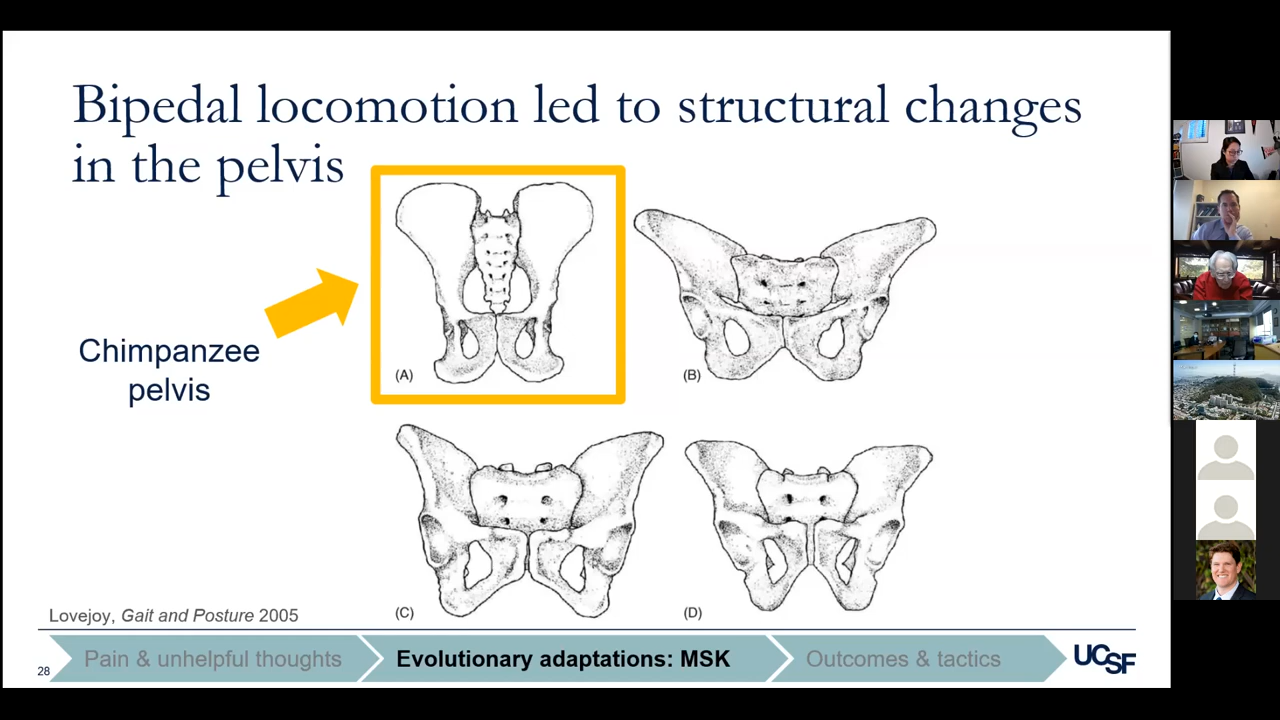 Bipedal locomotion led to structural changes
in the pelvis
Chimpanzee
pelvis
(A)
(B)
(C)
(D)
Lovejoy, Gait and Posture 2005
Pain & unhelpful thoughts
Evolutionary adaptations: MSK
Outcomes & tactics
UCSF
28